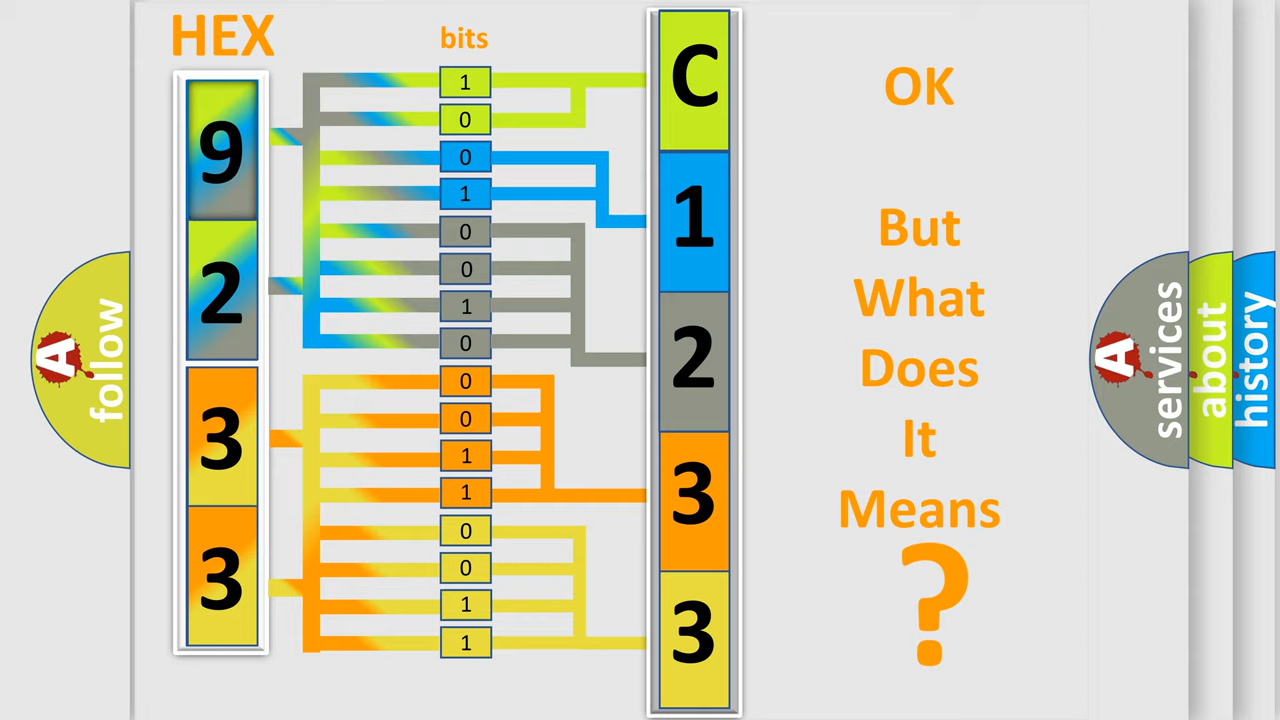 HEX
bits
9
2
3
3
1
0
0
1
0
0
1
0
0
0
1
1
0
0
1
1
C
1
2
3
3
OK
But
What
Does
It
Means
?
A
follow
A
services
about
history